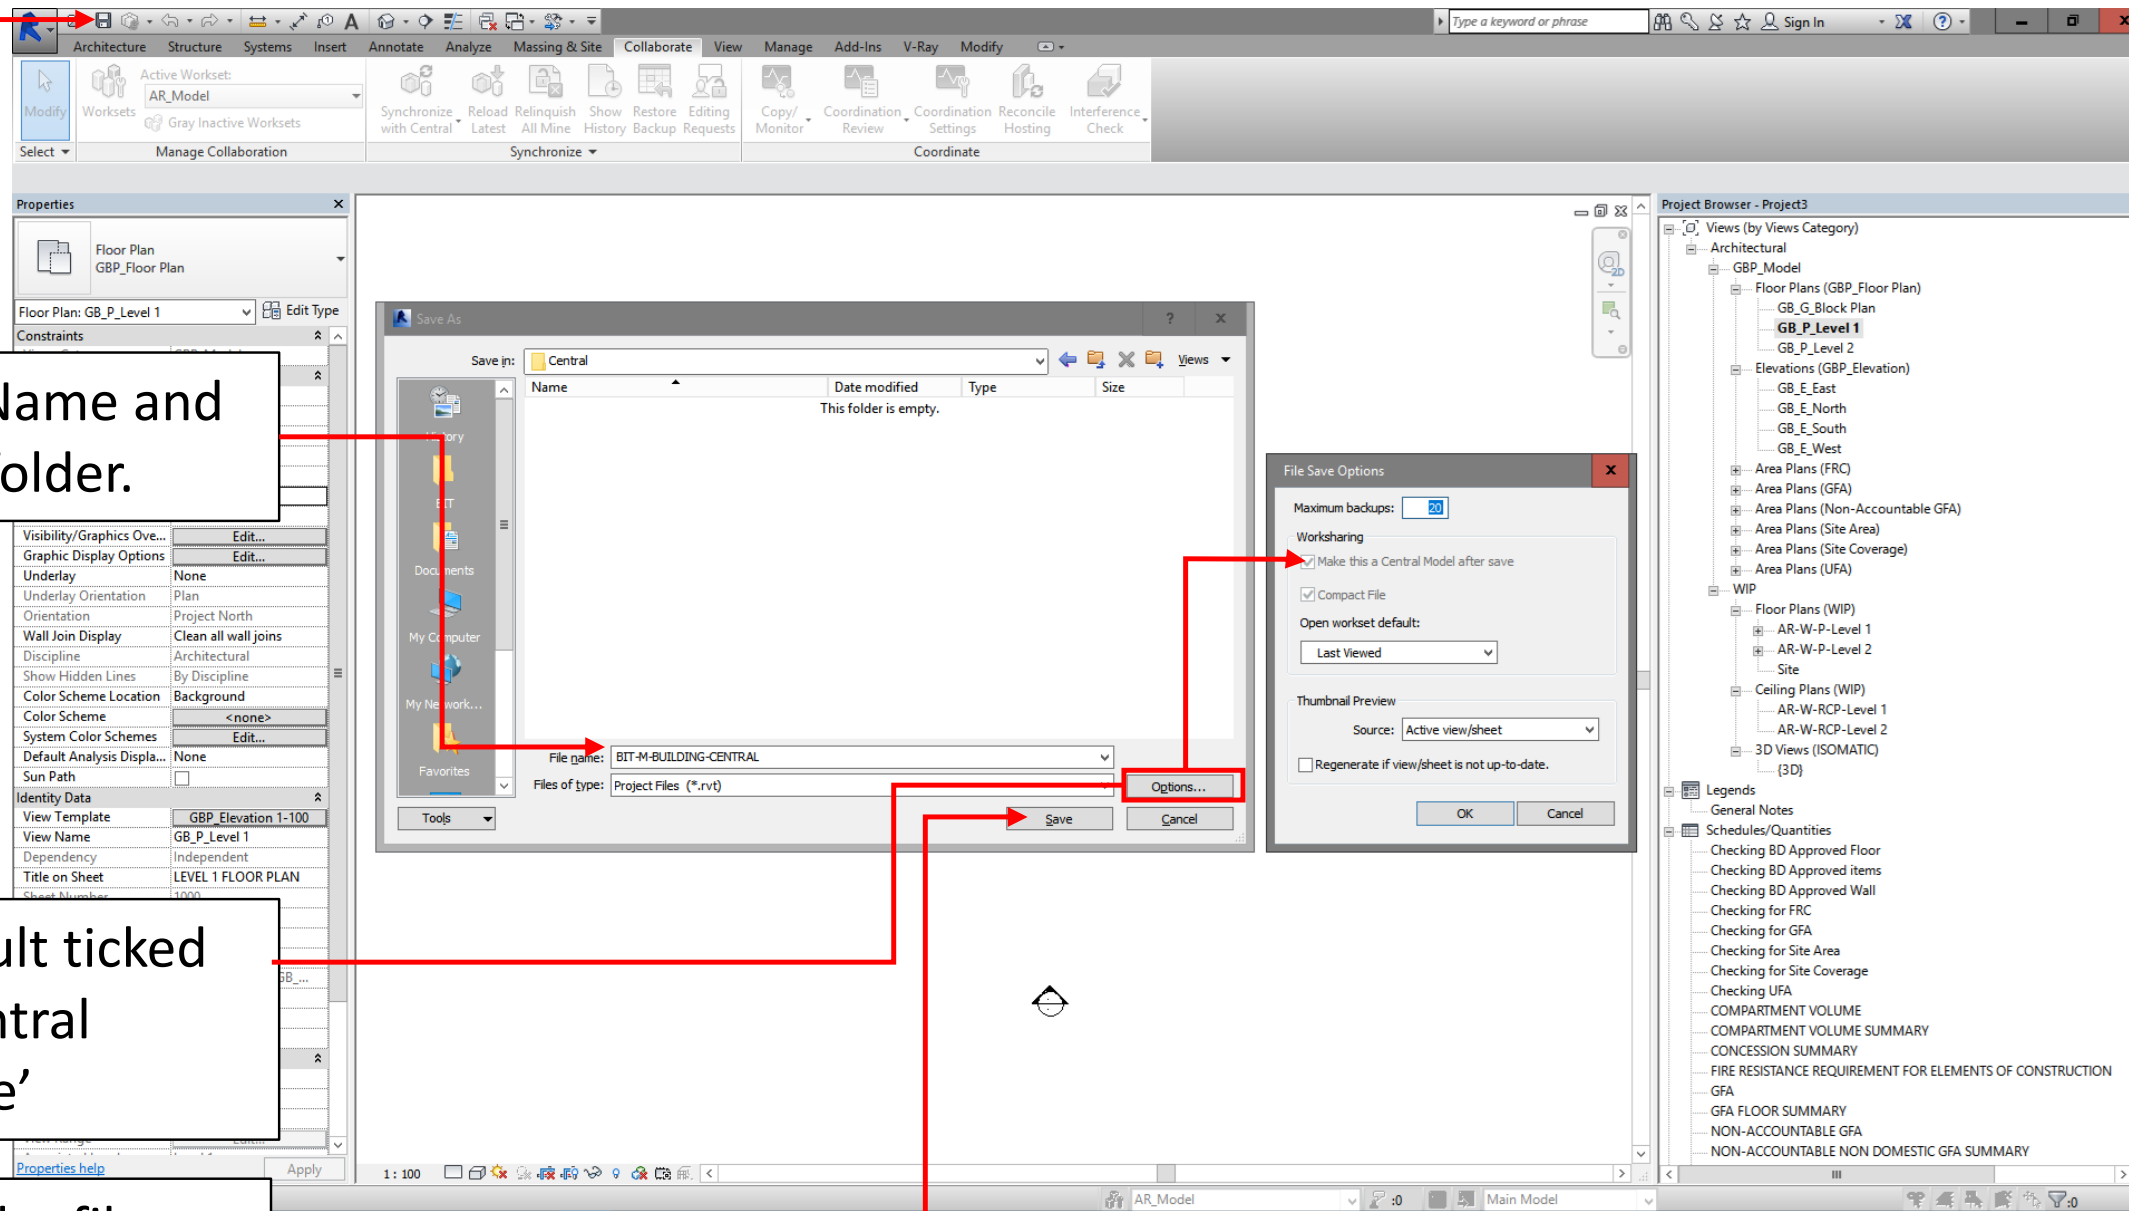 Type a keyword or phrase
Sign In
Architecture Structure Systems Insert Annotate Analyze Massing & Site Collaborate View Manage Add-Ins V-Ray Modify
Modify
Worksets
Active Workset:
AR_Model
Gray Inactive Worksets
Synchronize with Central
Reload Latest
Relinquish All Mine
Show History
Restore Backup
Editing Requests
Copy/ Monitor
Coordination Review
Coordination Settings
Reconcile Hosting
Interference Check
Select
Manage Collaboration
Synchronize
Coordinate
Properties
Floor Plan
GBP_Floor Plan
Floor Plan: GB_P_Level 1
Edit Type
Constraints
Name and
older.
Visibility/Graphics Ove... Edit...
Graphic Display Options Edit...
Underlay None
Underlay Orientation Plan
Orientation Project North
Wall Join Display Clean all wall joins
Discipline Architectural
Show Hidden Lines By Discipline
Color Scheme Location Background
Color Scheme <none>
System Color Schemes Edit...
Default Analysis Displa... None
Sun Path
Identity Data
View Template GBP_Elevation 1-100
View Name GB_P_Level 1
Dependency Independent
Title on Sheet LEVEL 1 FLOOR PLAN
Sheet Number 1000
ult ticked
ntral
e’
Properties help
Apply
Save As
? x
Save in: Central
Views
Name Date modified Type Size
This folder is empty.
History
BIT
Documents
My Computer
My Network...
Favorites
File name: BIT-M-BUILDING-CENTRAL
Files of type: Project Files (*.rvt)
Tools
Options...
Save
Cancel
File Save Options
Maximum backups: 20
Worksharing
Make this a Central Model after save
Compact File
Open workset default:
Last Viewed
Thumbnail Preview
Source: Active view/sheet
Regenerate if view/sheet is not up-to-date.
OK
Cancel
2D
1 : 100
AR_Model
:0
Main Model
:0
Project Browser - Project3
Views (by Views Category)
Architectural
GBP_Model
Floor Plans (GBP_Floor Plan)
GB_G_Block Plan
GB_P_Level 1
GB_P_Level 2
Elevations (GBP_Elevation)
GB_E_East
GB_E_North
GB_E_South
GB_E_West
Area Plans (FRC)
Area Plans (GFA)
Area Plans (Non-Accountable GFA)
Area Plans (Site Area)
Area Plans (Site Coverage)
Area Plans (UFA)
WIP
Floor Plans (WIP)
AR-W-P-Level 1
AR-W-P-Level 2
Site
Ceiling Plans (WIP)
AR-W-RCP-Level 1
AR-W-RCP-Level 2
3D Views (ISOMATIC)
{3D}
Legends
General Notes
Schedules/Quantities
Checking BD Approved Floor
Checking BD Approved items
Checking BD Approved Wall
Checking for FRC
Checking for GFA
Checking for Site Area
Checking for Site Coverage
Checking UFA
COMPARTMENT VOLUME
COMPARTMENT VOLUME SUMMARY
CONCESSION SUMMARY
FIRE RESISTANCE REQUIREMENT FOR ELEMENTS OF CONSTRUCTION
GFA
GFA FLOOR SUMMARY
NON-ACCOUNTABLE GFA
NON-ACCOUNTABLE NON DOMESTIC GFA SUMMARY